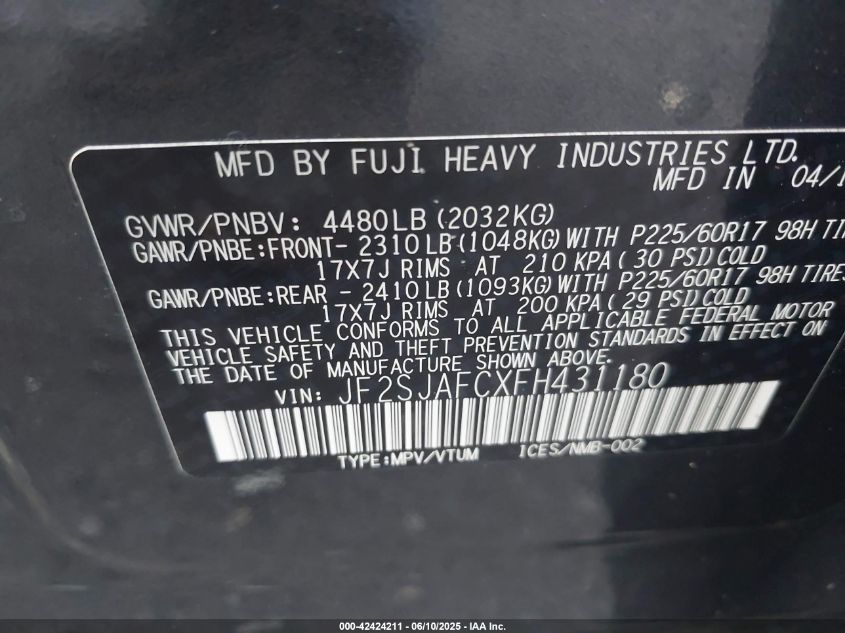 MFD BY FUJI HEAVY INDUSTRIES LTD.
MFD IN 04/1
GVWR/PNBV: 4480LB (2032KG)
GAWR/PNBE:FRONT- 2310LB(1048KG)WITH P225/60R17 98H TI
17X7J RIMS AT 210 KPA (30 PSI)COLD
GAWR/PNBE:REAR - 2410LB(1093KG)WITH P225/60R17 98H TIRES
17X7J RIMS AT 200 KPA (29 PSI)COLD
THIS VEHICLE CONFORMS TO ALL APPLICABLE FEDERAL MOTOR
VEHICLE SAFETY AND THEFT PREVENTION STANDARDS IN EFFECT ON
THE DATE OF MANUFACTURE SHOWN ABOVE.
VIN: JF2SJAFCXFH431180
TYPE:MPV/VTUM ICES/NMB-002
000-42424211 - 06/10/2025 - IAA Inc.